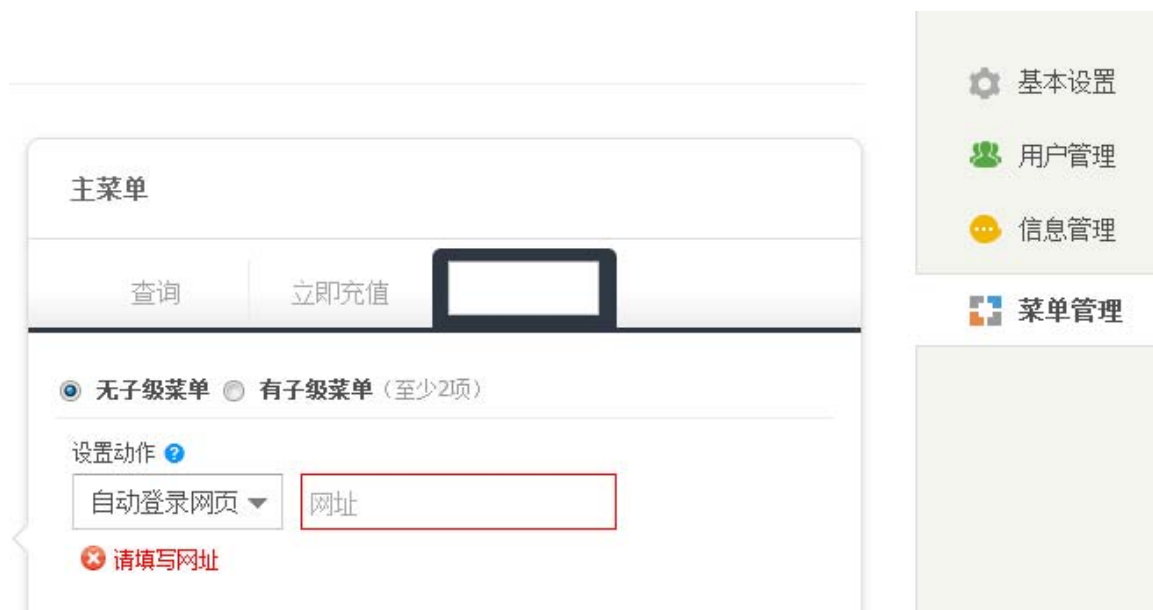 主菜单
查询 立即充值
无子级菜单 有子级菜单（至少2项）
设置动作 ?
自动登录网页 网址
请填写网址
基本设置
用户管理
信息管理
菜单管理